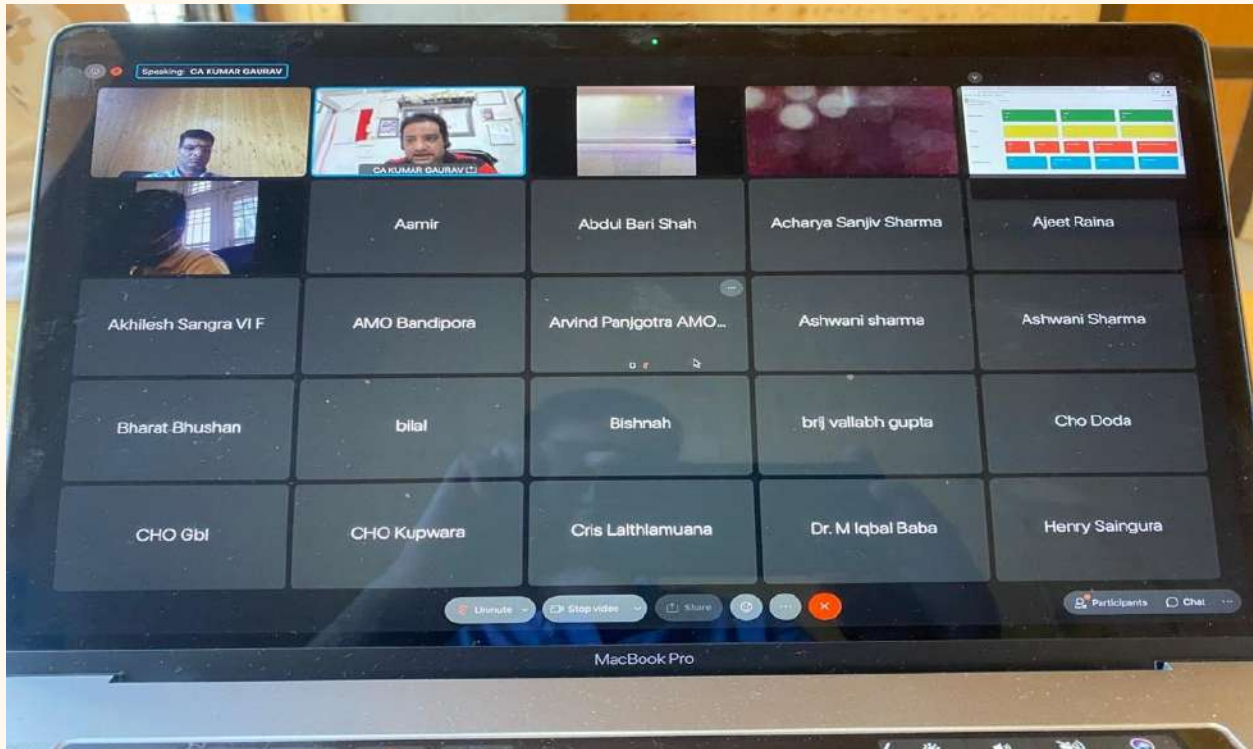 Speaking: CA KUMAR GAURAV
CA KUMAR GAURAV
Aamir
Abdul Bari Shah
Acharya Sanjiv Sharma
Ajeet Raina
Akhilesh Sangra VI F
AMO Bandipora
Arvind Panjgotra AMO...
Ashwani sharma
Ashwani Sharma
Bharat Bhushan
bilal
Bishnah
brij vallabh gupta
Cho Doda
CHO Gbl
CHO Kupwara
Cris Lalthlamuana
Dr. M Iqbal Baba
Henry Saingura
Unmute
Stop video
Share
Participants
Chat
MacBook Pro